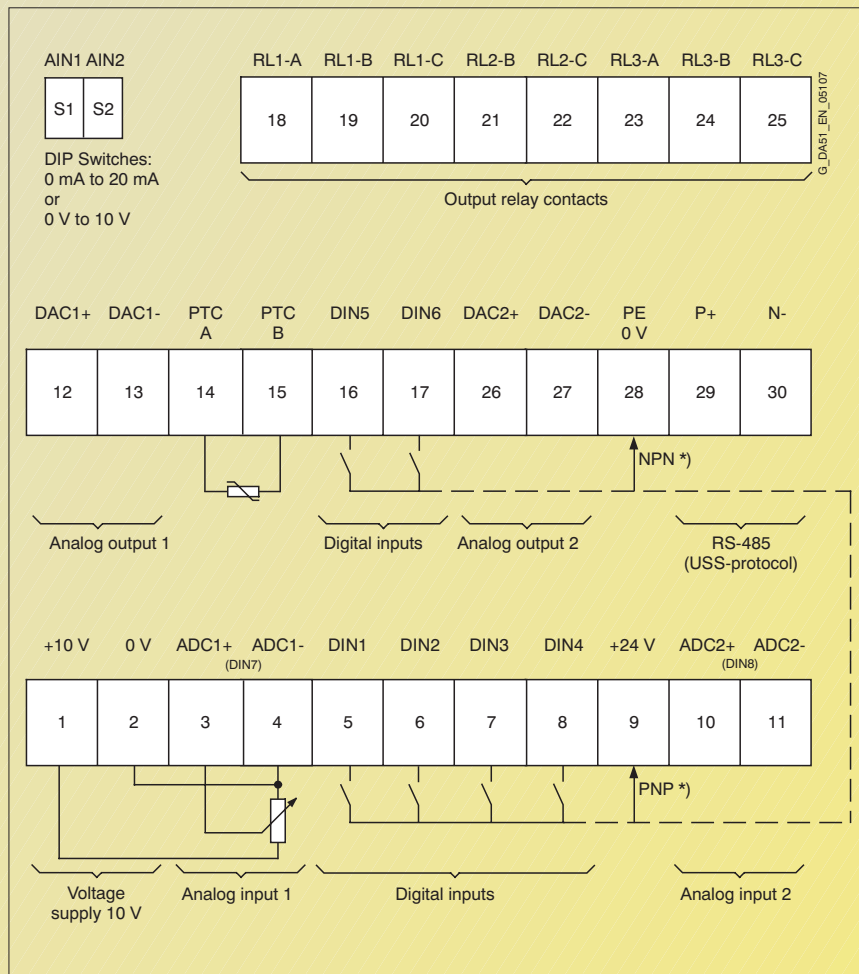 AIN1 AIN2
S1 S2
DIP Switches:
0 mA to 20 mA
or
0 V to 10 V
RL1-A RL1-B RL1-C RL2-B RL2-C RL3-A RL3-B RL3-C
18 19 20 21 22 23 24 25
Output relay contacts
G_DA51_EN_05107
DAC1+ DAC1- PTC A PTC B DIN5 DIN6 DAC2+ DAC2- PE 0 V P+ N-
12 13 14 15 16 17 26 27 28 29 30
NPN *)
Analog output 1
Digital inputs
Analog output 2
RS-485
(USS-protocol)
+10 V 0 V ADC1+ ADC1- DIN1 DIN2 DIN3 DIN4 +24 V ADC2+ ADC2-
(DIN7) (DIN8)
1 2 3 4 5 6 7 8 9 10 11
PNP *)
Voltage
supply 10 V
Analog input 1
Digital inputs
Analog input 2